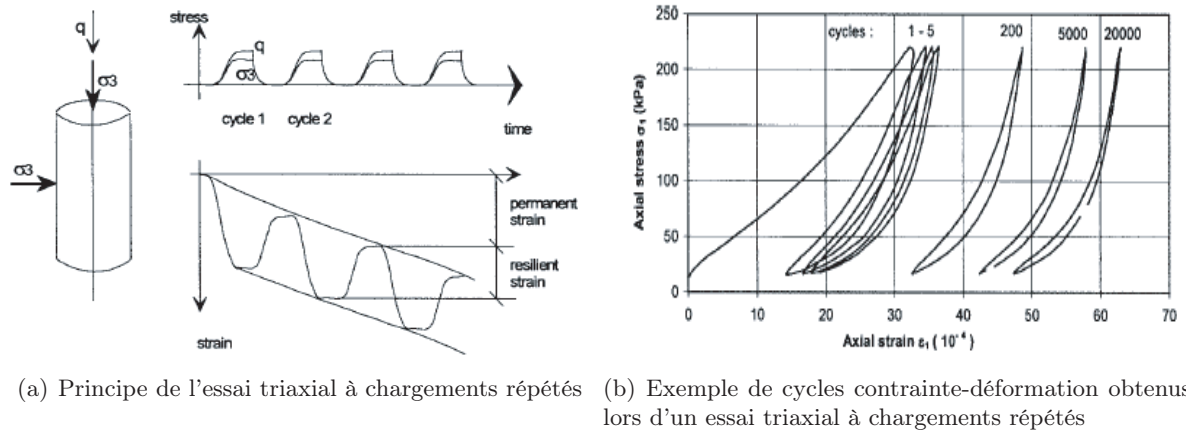 q
σ3
σ3
stress
q
σ3
cycle 1
cycle 2
time
permanent
strain
resilient
strain
strain
(a) Principe de l'essai triaxial à chargements répétés
250
200
150
100
50
0
Axial stress σ1 (kPa)
cycles : 1 - 5 200 5000 20000
0 10 20 30 40 50 60 70
Axial strain ε1 ( 10⁻⁴ )
(b) Exemple de cycles contrainte-déformation obtenus
lors d'un essai triaxial à chargements répétés